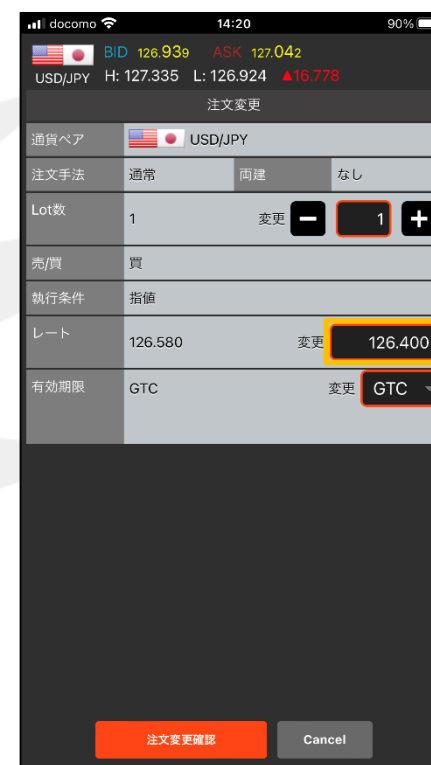 docomo 14:20 90%
BID 126.939 ASK 127.042
USD/JPY H: 127.335 L: 126.924 ▲16.778
注文変更
通貨ペア USD/JPY
注文手法 通常 両建 なし
Lot数 1 変更 − 1 +
売/買 買
執行条件 指値
レート 126.580 変更 126.400
有効期限 GTC 変更 GTC
注文変更確認 Cancel